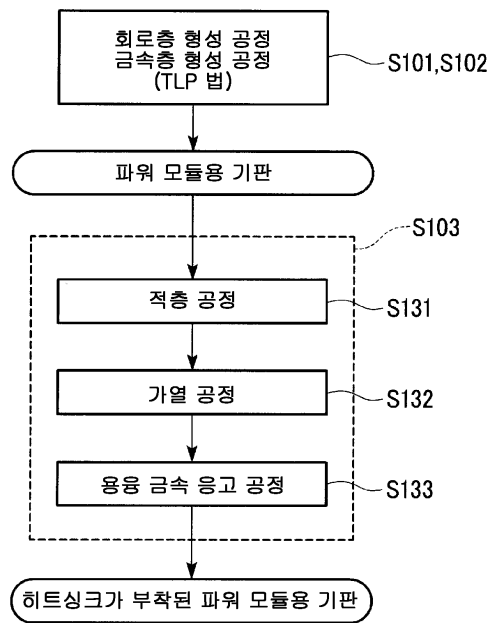 회로층 형성 공정
금속층 형성 공정
(TLP 법)
S101,S102
파워 모듈용 기판
S103
적층 공정
S131
가열 공정
S132
용융 금속 응고 공정
S133
히트싱크가 부착된 파워 모듈용 기판